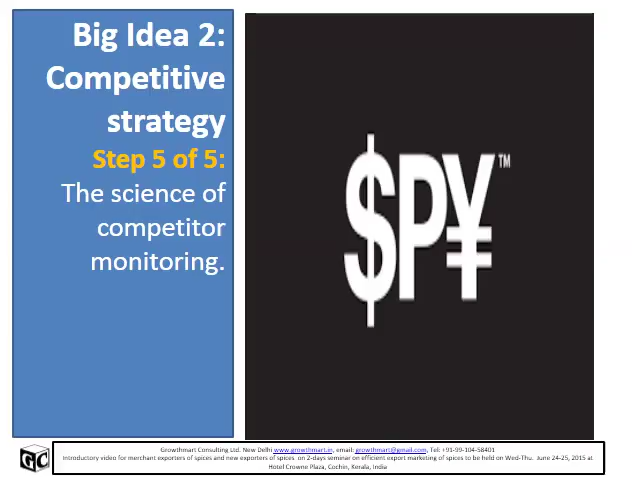 Big Idea 2:
Competitive
strategy
Step 5 of 5:
The science of
competitor
monitoring.
$P¥™
GC
Growthmart Consulting Ltd. New Delhi www.growthmart.in, email: growthmart@gmail.com, Tel: +91-99-104-58401
Introductory video for merchant exporters of spices and new exporters of spices on 2-days seminar on efficient export marketing of spices to be held on Wed-Thu. June 24-25, 2015 at
Hotel Crowne Plaza, Cochin, Kerala, India